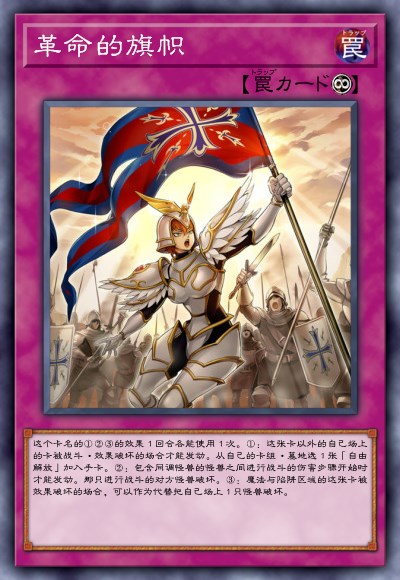 革命的旗帜
トラップ
罠
【罠カード】
トラップ
这个卡名的①②③的效果1回合各能使用1次。①：这张卡以外的自己场上
的卡被战斗・效果破坏的场合才能发动。从自己的卡组・墓地选1张「自由
解放」加入手卡。②：包含同调怪兽的怪兽之间进行战斗的伤害步骤开始时
才能发动。那只进行战斗的对方怪兽破坏。③：魔法与陷阱区域的这张卡被
效果破坏的场合，可以作为代替把自己场上1只怪兽破坏。